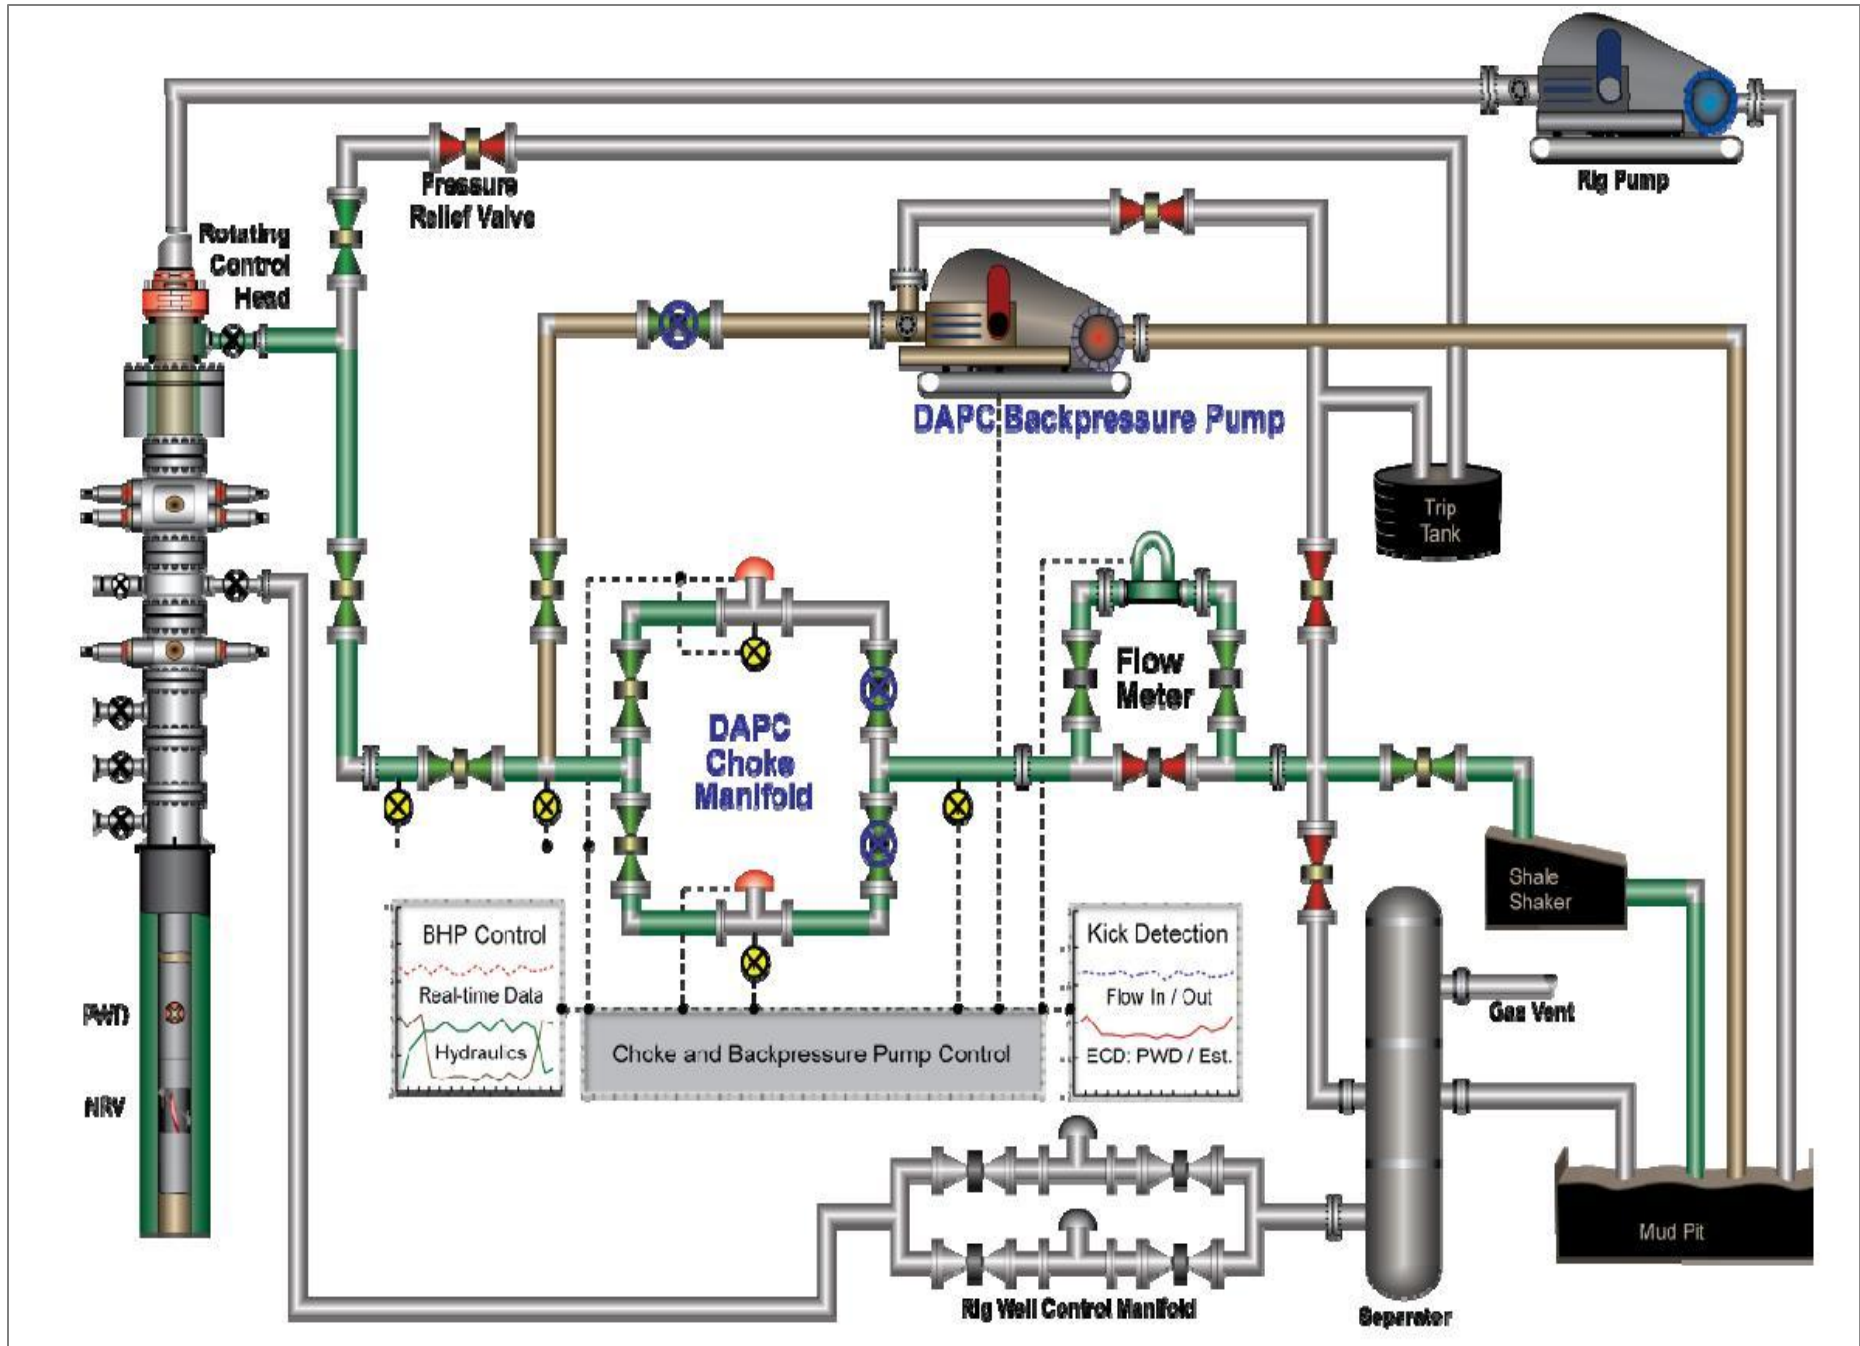 Rig Pump
Pressure
Relief Valve
Rotating
Control
Head
DAPC Backpressure Pump
Trip
Tank
Flow
Meter
DAPC
Choke
Manifold
Shale
Shaker
BHP Control
Real-time Data
Hydraulics
Kick Detection
Flow In / Out
ECD: PWD / Est.
Choke and Backpressure Pump Control
Gas Vent
PWD
NRV
Mud Pit
Rig Well Control Manifold
Separator